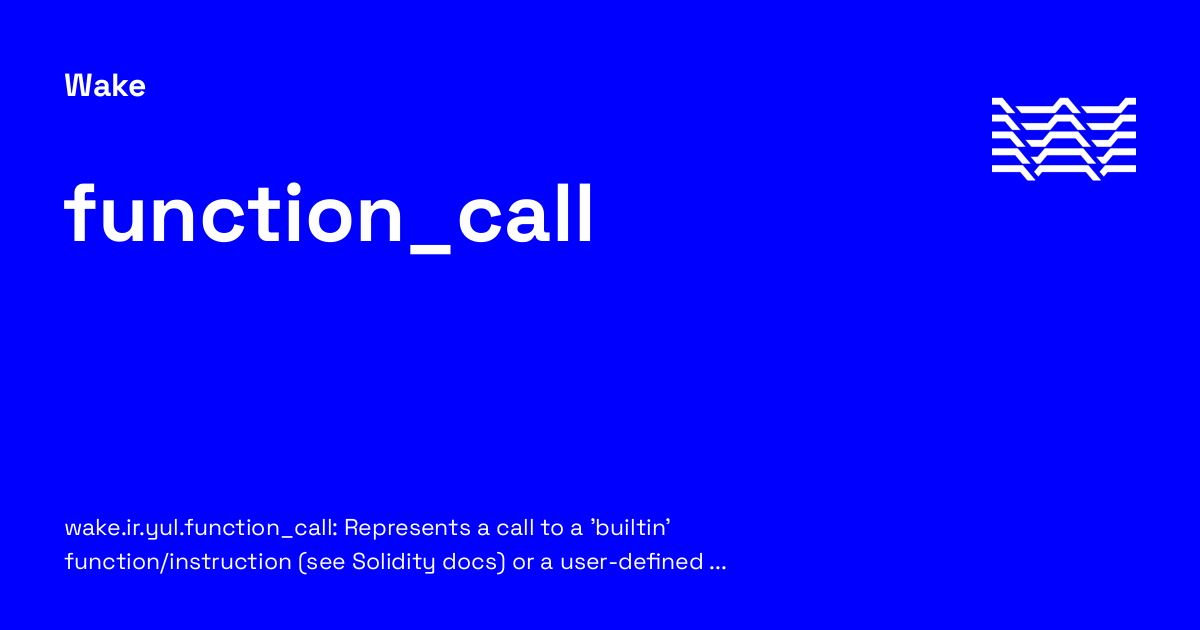 Wake
function_call
wake.ir.yul.function_call: Represents a call to a ’builtin’
function/instruction (see Solidity docs) or a user-defined ...